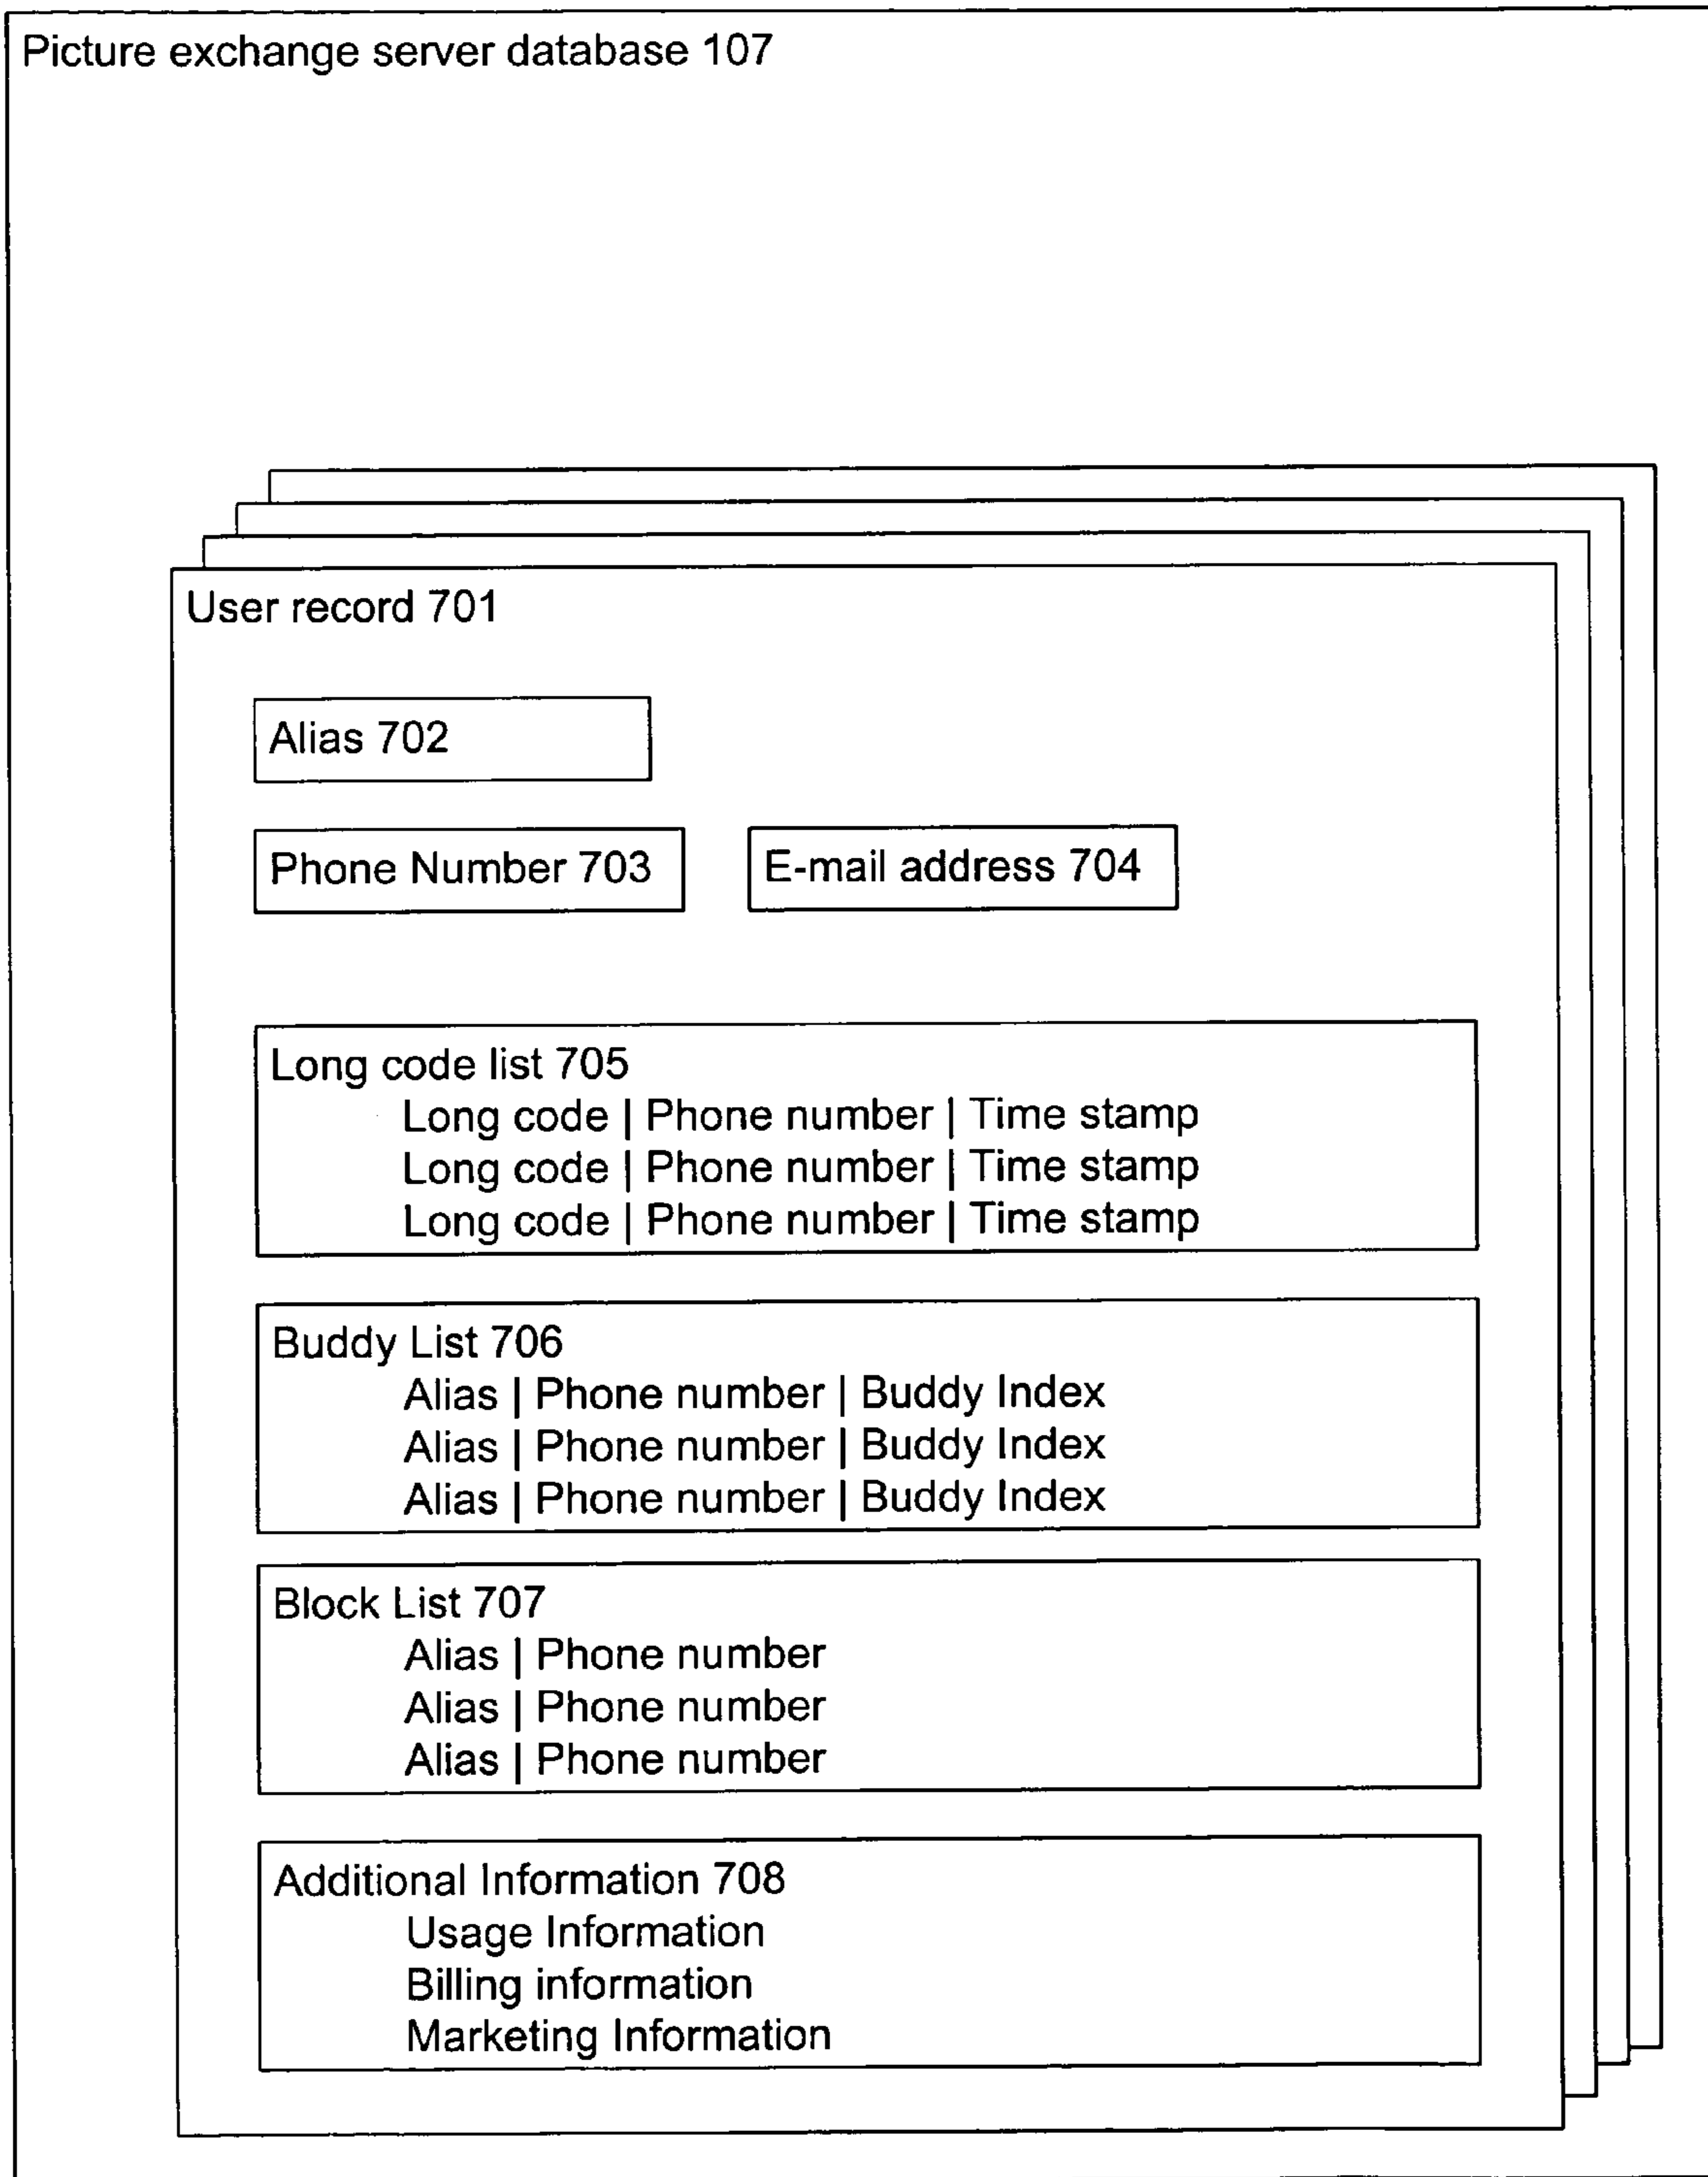 Picture exchange server database 107
User record 701
Alias 702
Phone Number 703
E-mail address 704
Long code list 705
Long code | Phone number | Time stamp
Long code | Phone number | Time stamp
Long code | Phone number | Time stamp
Buddy List 706
Alias | Phone number | Buddy Index
Alias | Phone number | Buddy Index
Alias | Phone number | Buddy Index
Block List 707
Alias | Phone number
Alias | Phone number
Alias | Phone number
Additional Information 708
Usage Information
Billing information
Marketing Information